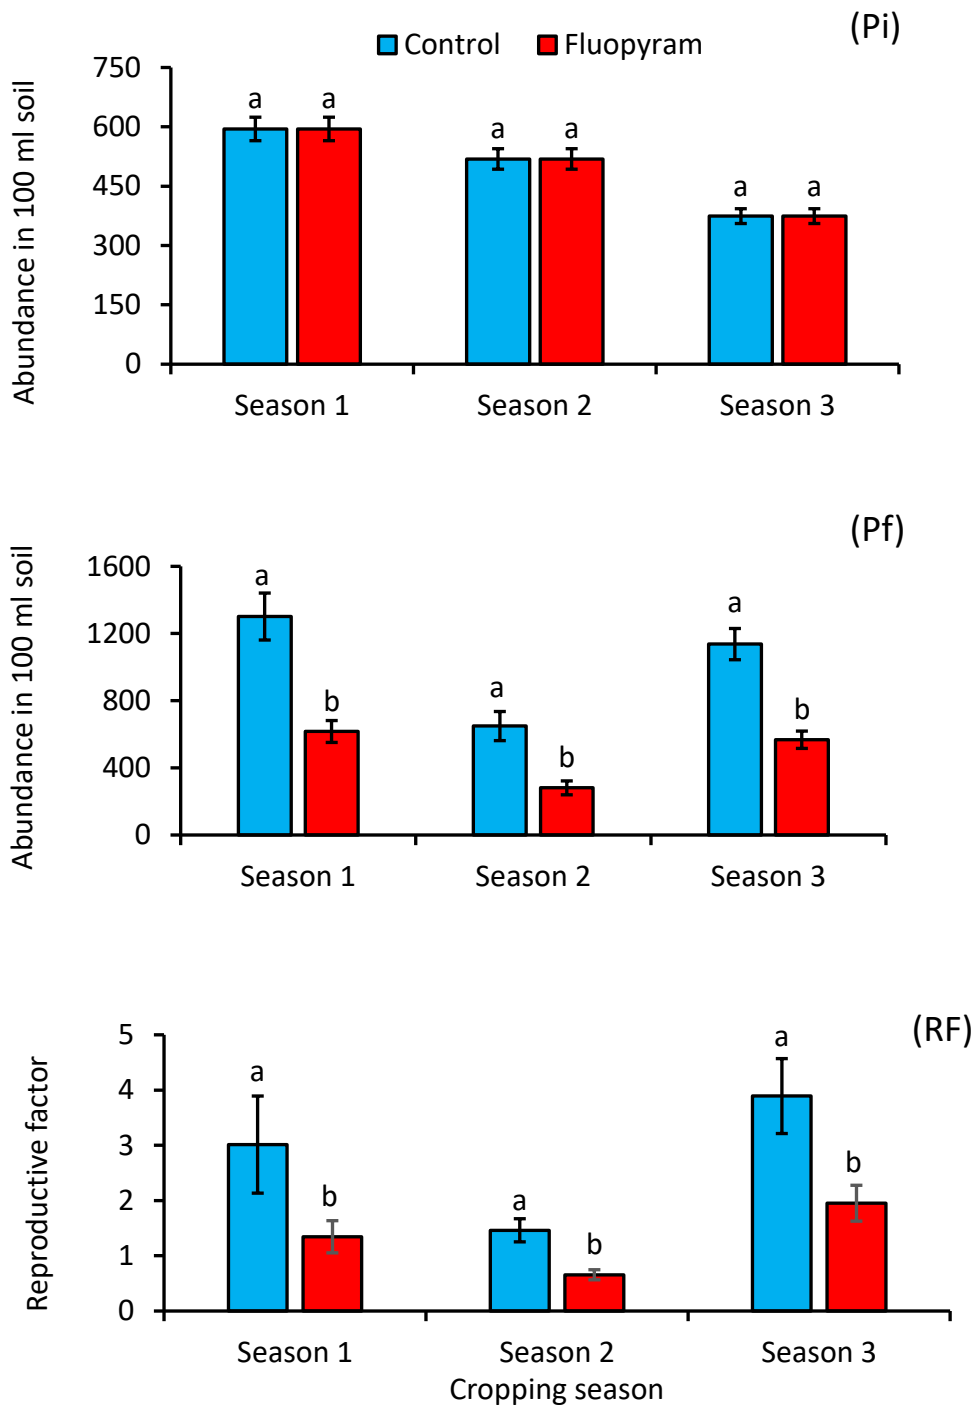 (Pi)
Control Fluopyram
Abundance in 100 ml soil
750
600
450
300
150
0
a a
a a
a a
Season 1 Season 2 Season 3
(Pf)
Abundance in 100 ml soil
1600
1200
800
400
0
a b
a b
a b
Season 1 Season 2 Season 3
(RF)
Reproductive factor
5
4
3
2
1
0
a b
a b
a b
Season 1 Season 2 Season 3
Cropping season